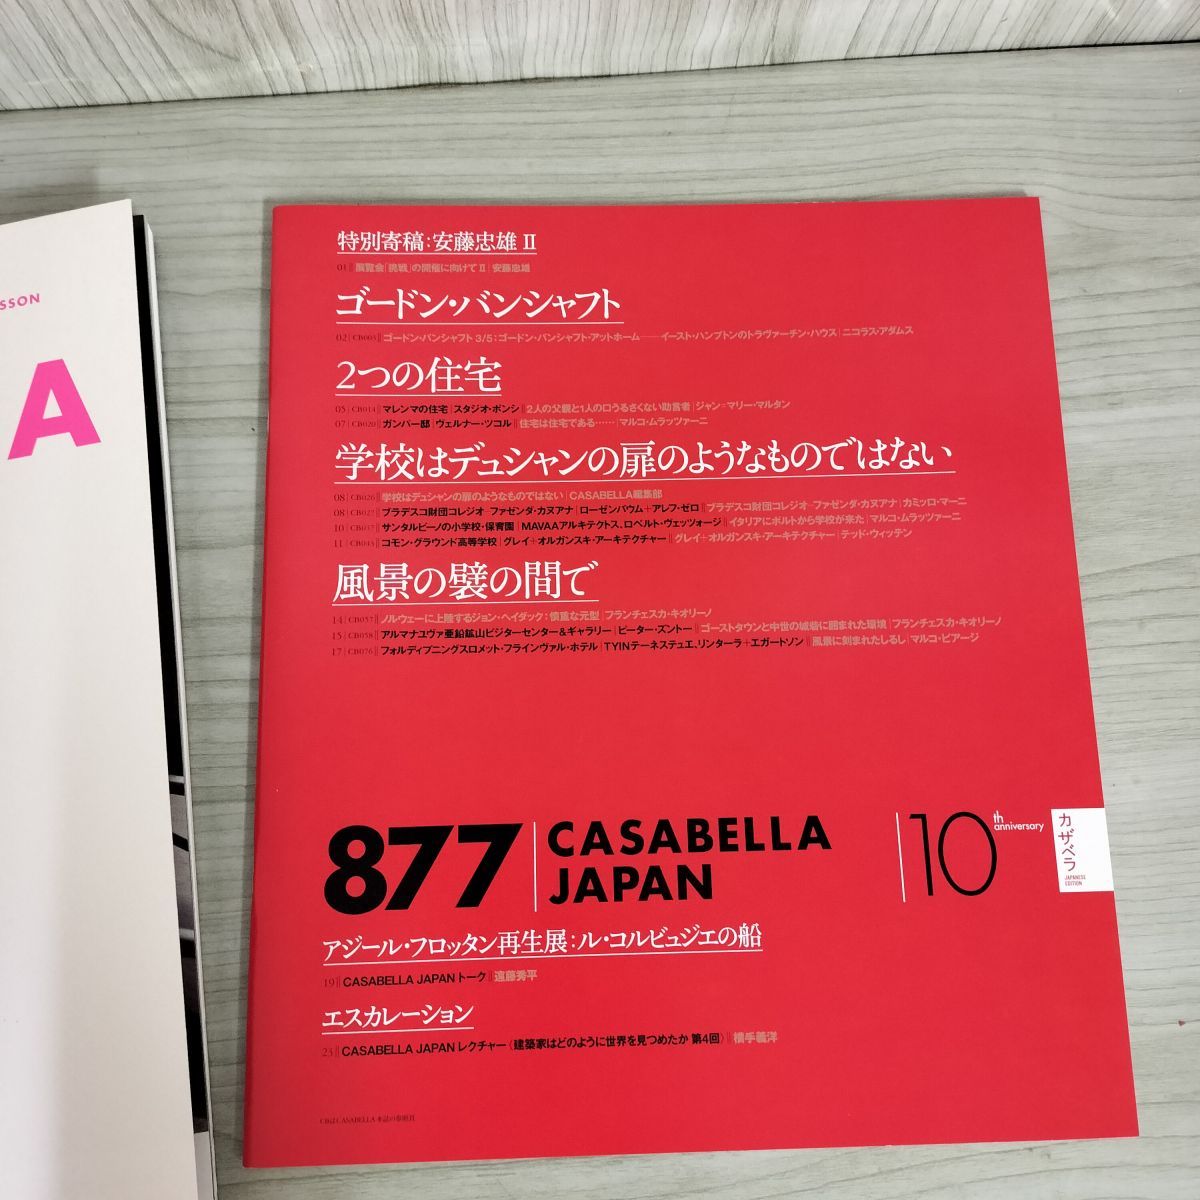 SSON
A
特別寄稿:安藤忠雄 II
01‖展覧会「挑戦」の開催に向けて II|安藤忠雄
ゴードン・バンシャフト
02|CB003‖ゴードン・バンシャフト 3/5:ゴードン・バンシャフト・アットホーム——イースト・ハンプトンのトラヴァーチン・ハウス|ニコラス・アダムス
2つの住宅
05|CB014‖マレンマの住宅|スタジオ・ポンシ‖2人の父親と1人の口うるさくない助言者|ジャン=マリー・マルタン
07|CB020‖ガンパー邸|ヴェルナー・ツコル‖住宅は住宅である……|マルコ・ムラッツァーニ
学校はデュシャンの扉のようなものではない
08|CB026‖学校はデュシャンの扉のようなものではない|CASABELLA編集部
08|CB027‖ブラデスコ財団コレジオ-ファゼンダ・カヌアナ|ローゼンバウム+アレフ・ゼロ‖ブラデスコ財団コレジオ-ファゼンダ・カヌアナ|カミッロ・マーニ
10|CB037‖サンタルビーノの小学校・保育園|MAVAAアルキテクトス、ロベルト・ヴェッツォージ‖イタリアにポルトから学校が来た|マルコ・ムラッツァーニ
11|CB045‖コモン・グラウンド高等学校|グレイ+オルガンスキ・アーキテクチャー‖グレイ+オルガンスキ・アーキテクチャー|テッド・ウィッテン
風景の襞の間で
14|CB057‖ノルウェーに上陸するジョン・ヘイダック:慎重な元型|フランチェスカ・キオリーノ
15|CB058‖アルマナユヴァ亜鉛鉱山ビジターセンター&ギャラリー|ピーター・ズントー‖ゴーストタウンと中世の城砦に囲まれた環境|フランチェスカ・キオリーノ
17|CB076‖フォルディプニングスロメット・フラインヴァル・ホテル|TYINテーネステュエ、リンターラ+エガートソン‖風景に刻まれたしるし|マルコ・ビアージ
877
CASABELLA
JAPAN
10th anniversary
カザベラ
JAPANESE
EDITION
アジール・フロッタン再生展:ル・コルビュジエの船
19‖CASABELLA JAPANトーク‖遠藤秀平
エスカレーション
23‖CASABELLA JAPAN レクチャー〈建築家はどのように世界を見つめたか 第4回〉‖横手義洋
CASABELLA 本誌の参照頁